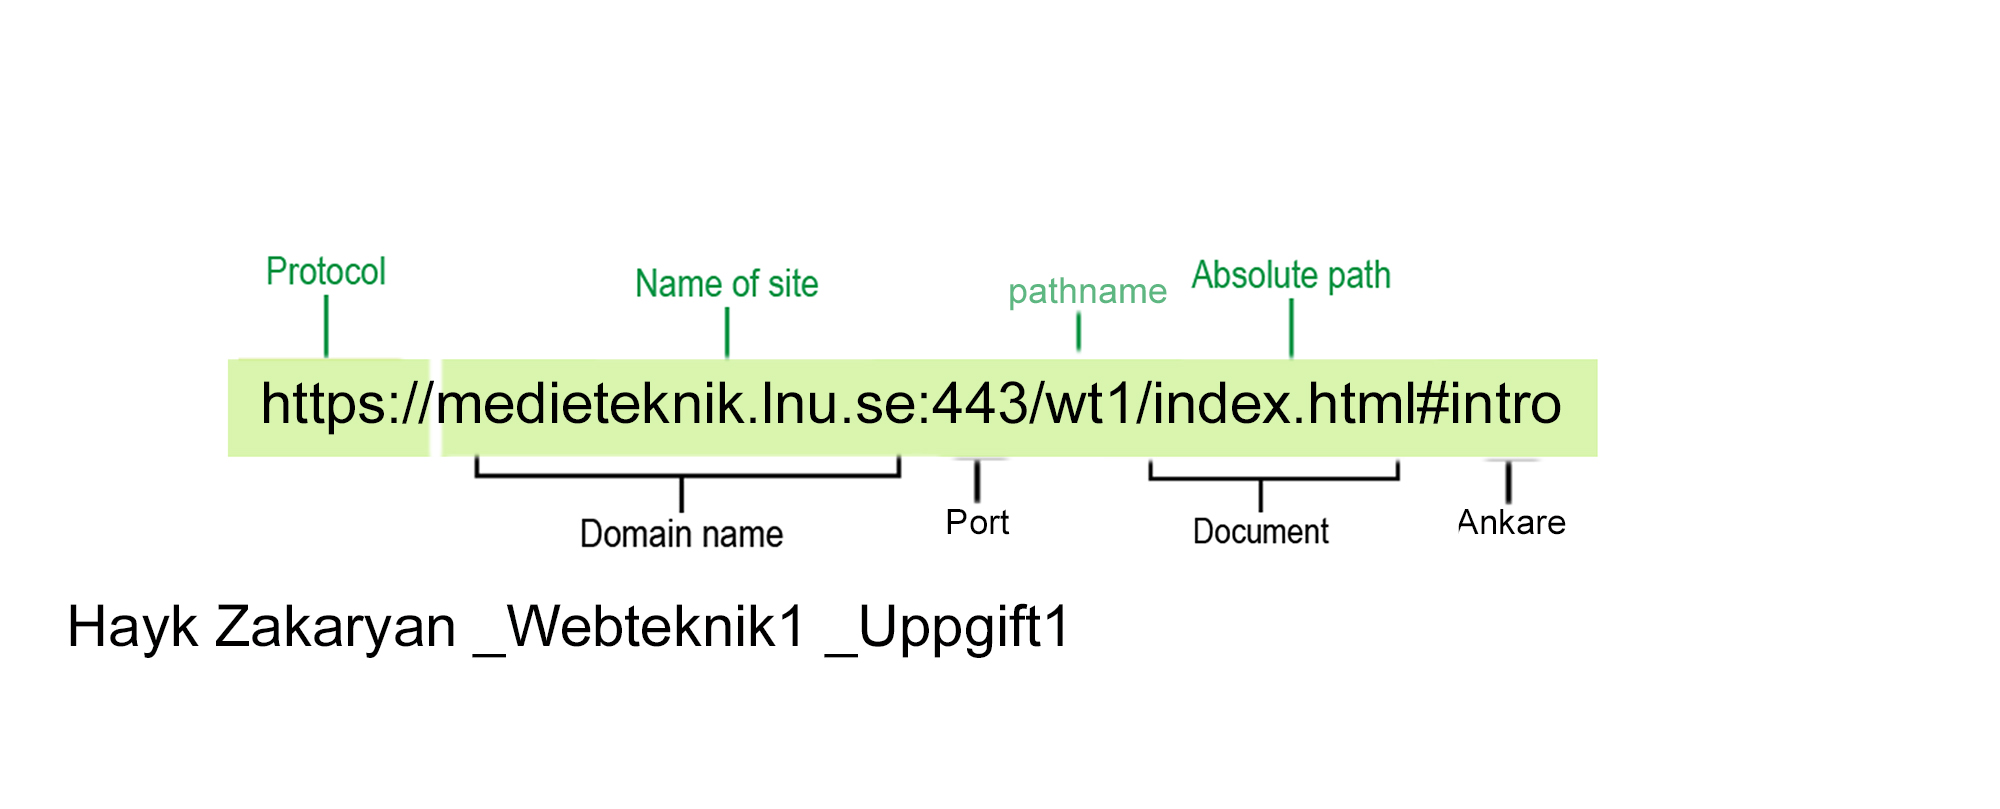 Protocol
Name of site
pathname
Absolute path
https://medieteknik.lnu.se:443/wt1/index.html#intro
Domain name
Port
Document
Ankare
Hayk Zakaryan _Webteknik1 _Uppgift1